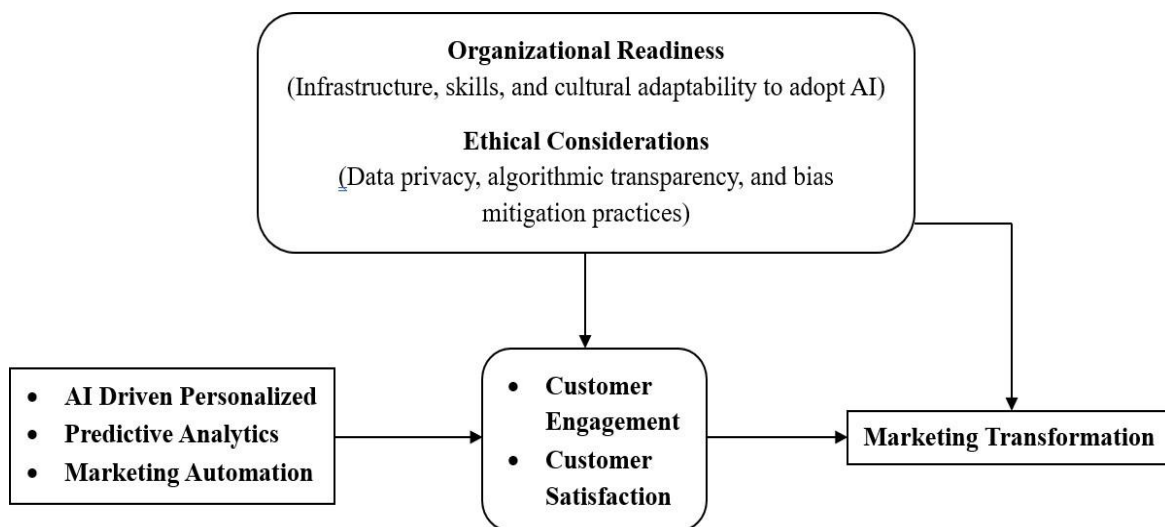 Organizational Readiness
(Infrastructure, skills, and cultural adaptability to adopt AI)
Ethical Considerations
(Data privacy, algorithmic transparency, and bias
mitigation practices)
• AI Driven Personalized
• Predictive Analytics
• Marketing Automation
• Customer
Engagement
• Customer
Satisfaction
Marketing Transformation